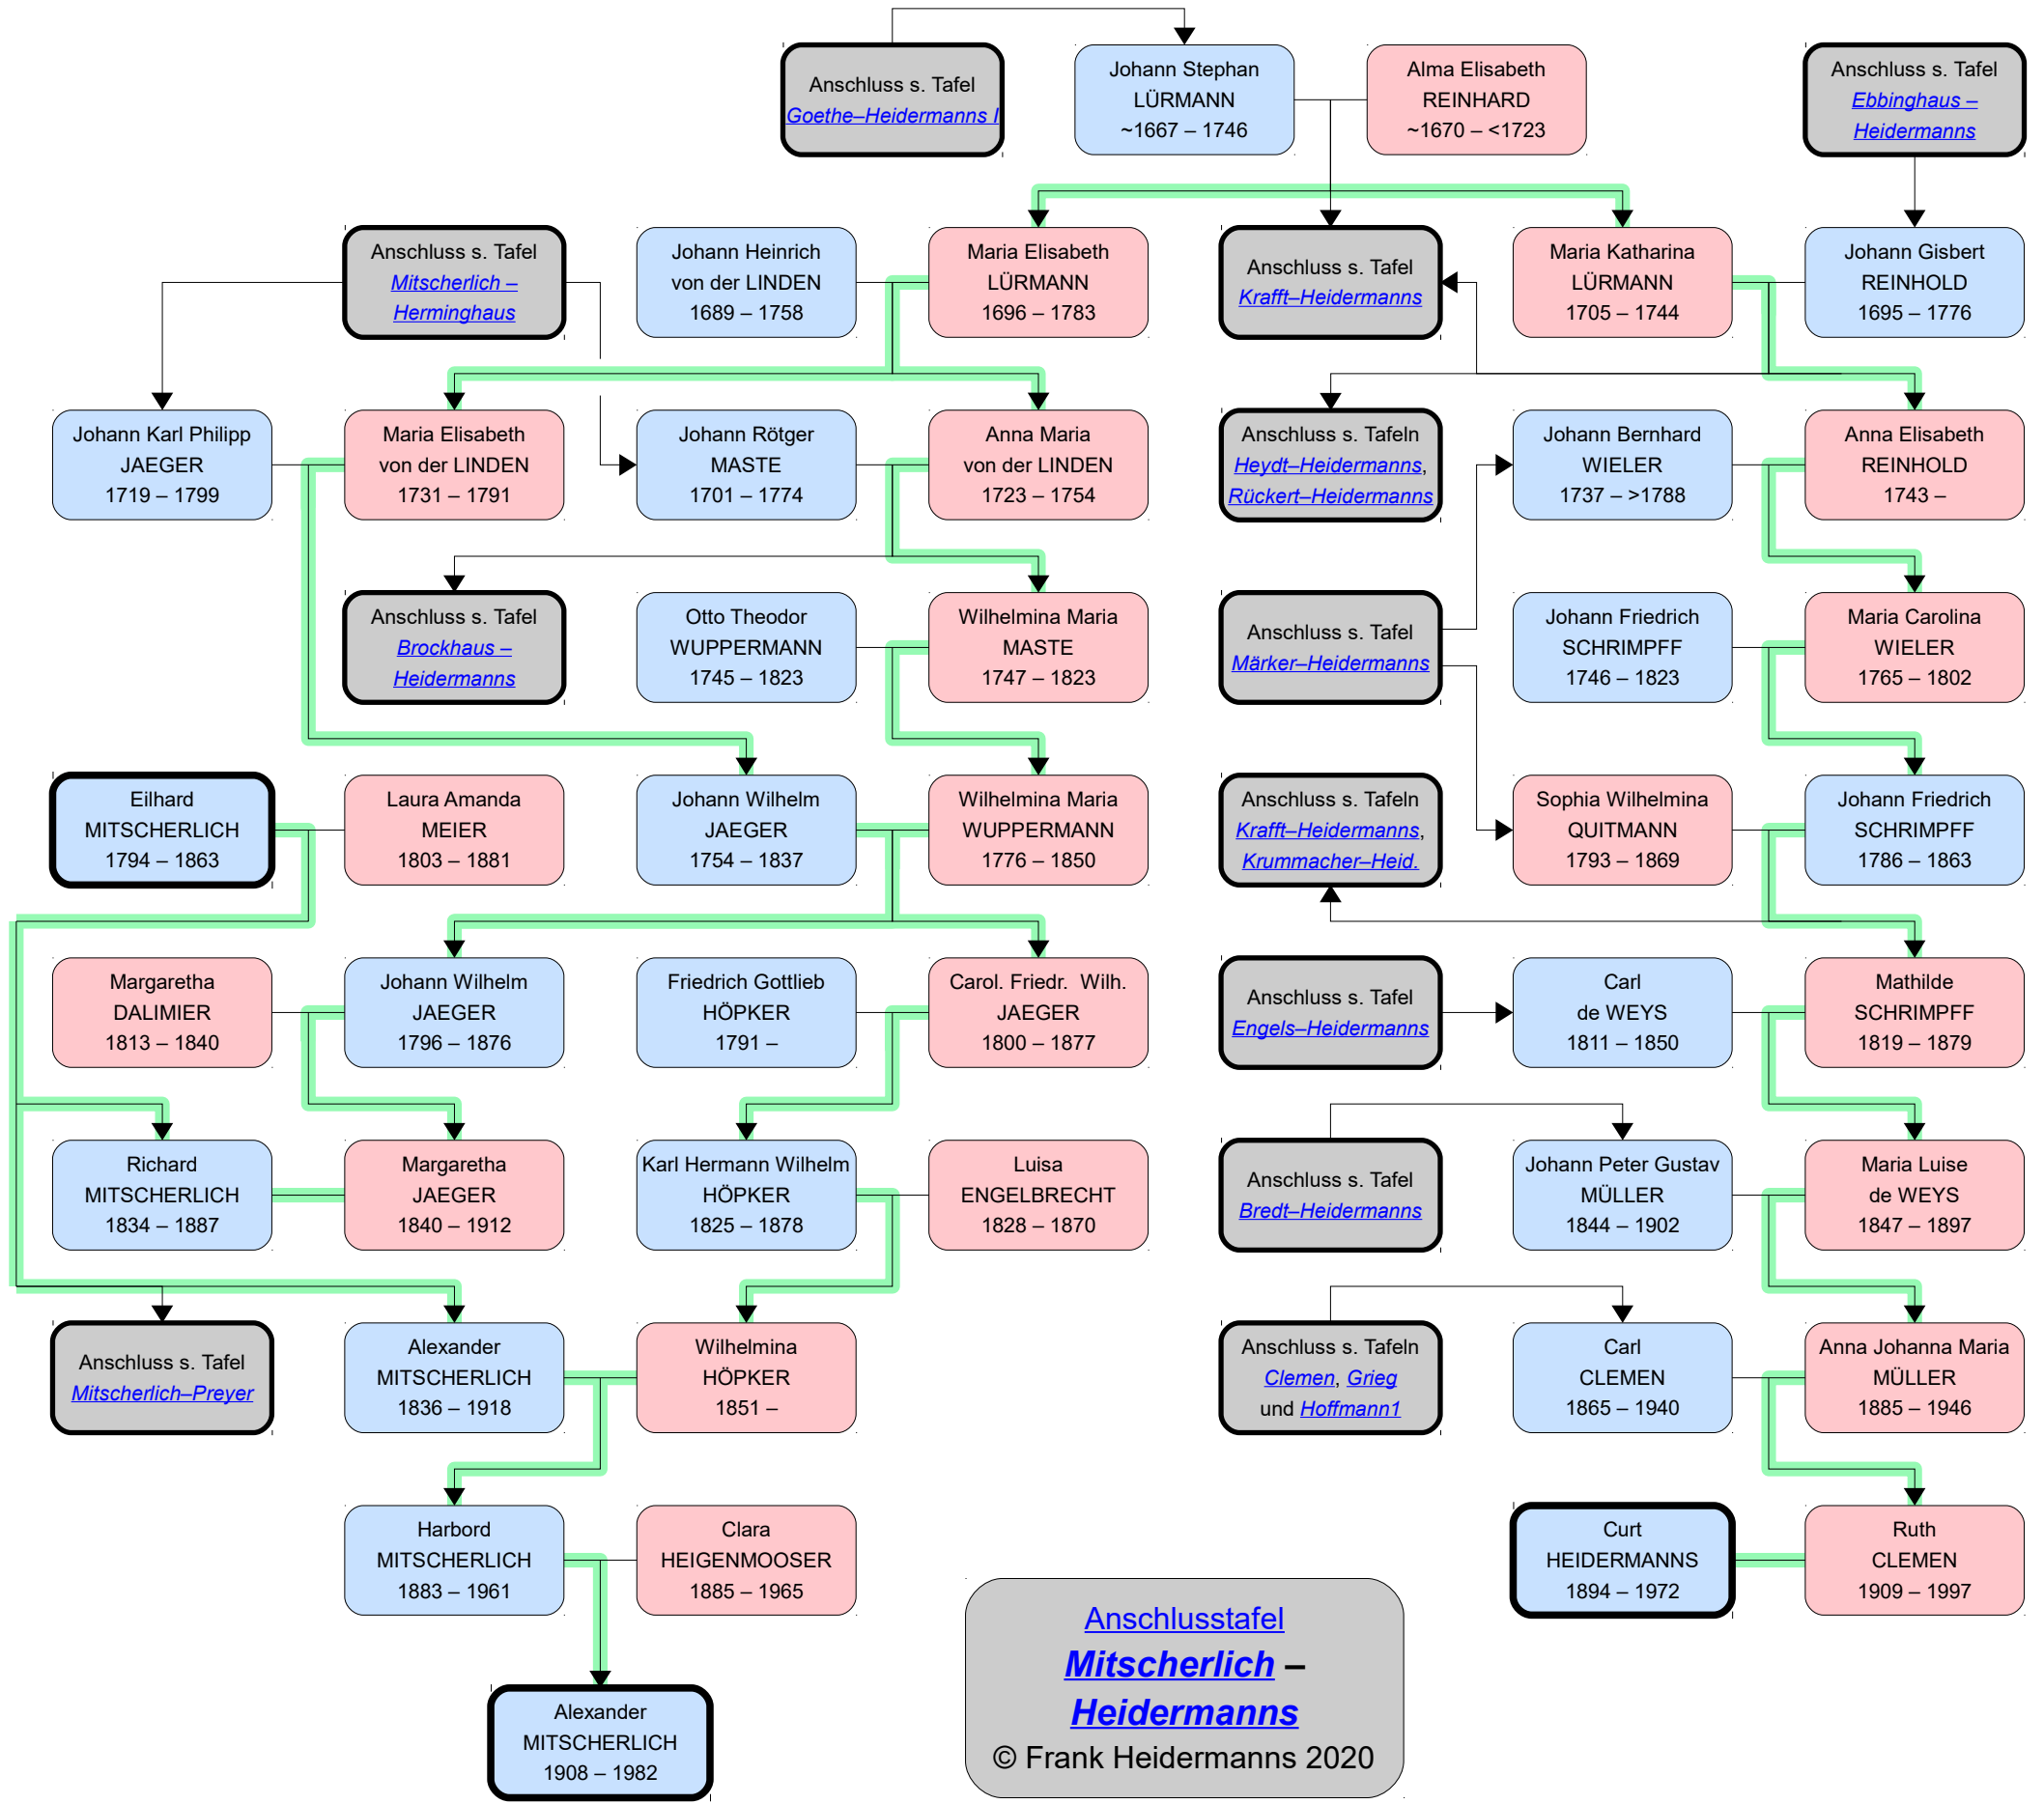 Anschluss s. Tafel
Goethe–Heidermanns I
Johann Stephan
LÜRMANN
~1667 – 1746
Alma Elisabeth
REINHARD
~1670 – <1723
Anschluss s. Tafel
Ebbinghaus –
Heidermanns
Anschluss s. Tafel
Mitscherlich –
Herminghaus
Johann Heinrich
von der LINDEN
1689 – 1758
Maria Elisabeth
LÜRMANN
1696 – 1783
Anschluss s. Tafel
Krafft–Heidermanns
Maria Katharina
LÜRMANN
1705 – 1744
Johann Gisbert
REINHOLD
1695 – 1776
Johann Karl Philipp
JAEGER
1719 – 1799
Maria Elisabeth
von der LINDEN
1731 – 1791
Johann Rötger
MASTE
1701 – 1774
Anna Maria
von der LINDEN
1723 – 1754
Anschluss s. Tafeln
Heydt–Heidermanns,
Rückert–Heidermanns
Johann Bernhard
WIELER
1737 – >1788
Anna Elisabeth
REINHOLD
1743 –
Anschluss s. Tafel
Brockhaus –
Heidermanns
Otto Theodor
WUPPERMANN
1745 – 1823
Wilhelmina Maria
MASTE
1747 – 1823
Anschluss s. Tafel
Märker–Heidermanns
Johann Friedrich
SCHRIMPFF
1746 – 1823
Maria Carolina
WIELER
1765 – 1802
Eilhard
MITSCHERLICH
1794 – 1863
Laura Amanda
MEIER
1803 – 1881
Johann Wilhelm
JAEGER
1754 – 1837
Wilhelmina Maria
WUPPERMANN
1776 – 1850
Anschluss s. Tafeln
Krafft–Heidermanns,
Krummacher–Heid.
Sophia Wilhelmina
QUITMANN
1793 – 1869
Johann Friedrich
SCHRIMPFF
1786 – 1863
Margaretha
DALIMIER
1813 – 1840
Johann Wilhelm
JAEGER
1796 – 1876
Friedrich Gottlieb
HÖPKER
1791 –
Carol. Friedr. Wilh.
JAEGER
1800 – 1877
Anschluss s. Tafel
Engels–Heidermanns
Carl
de WEYS
1811 – 1850
Mathilde
SCHRIMPFF
1819 – 1879
Richard
MITSCHERLICH
1834 – 1887
Margaretha
JAEGER
1840 – 1912
Karl Hermann Wilhelm
HÖPKER
1825 – 1878
Luisa
ENGELBRECHT
1828 – 1870
Anschluss s. Tafel
Bredt–Heidermanns
Johann Peter Gustav
MÜLLER
1844 – 1902
Maria Luise
de WEYS
1847 – 1897
Anschluss s. Tafel
Mitscherlich–Preyer
Alexander
MITSCHERLICH
1836 – 1918
Wilhelmina
HÖPKER
1851 –
Anschluss s. Tafeln
Clemen, Grieg
und Hoffmann1
Carl
CLEMEN
1865 – 1940
Anna Johanna Maria
MÜLLER
1885 – 1946
Harbord
MITSCHERLICH
1883 – 1961
Clara
HEIGENMOOSER
1885 – 1965
Curt
HEIDERMANNS
1894 – 1972
Ruth
CLEMEN
1909 – 1997
Alexander
MITSCHERLICH
1908 – 1982
Anschlusstafel
Mitscherlich –
Heidermanns
© Frank Heidermanns 2020